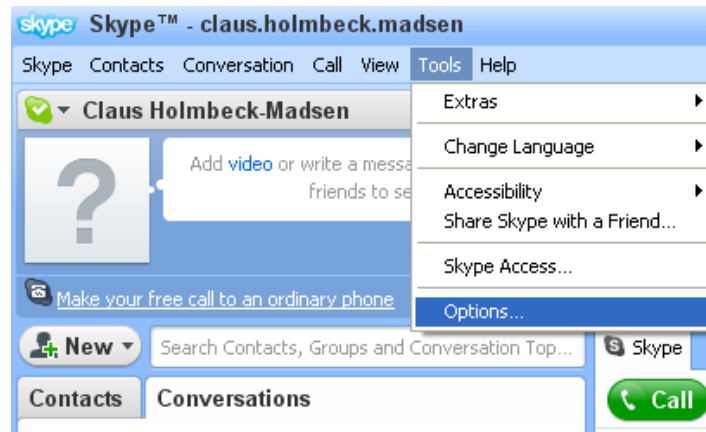 skype Skype™ - claus.holmbeck.madsen
Skype Contacts Conversation Call View Tools Help
Claus Holmbeck-Madsen
Extras
Change Language
Accessibility
Share Skype with a Friend...
Skype Access...
Options...
?
Add video or write a messa
friends to se
Make your free call to an ordinary phone
New
Search Contacts, Groups and Conversation Top...
Skype
Contacts
Conversations
Call